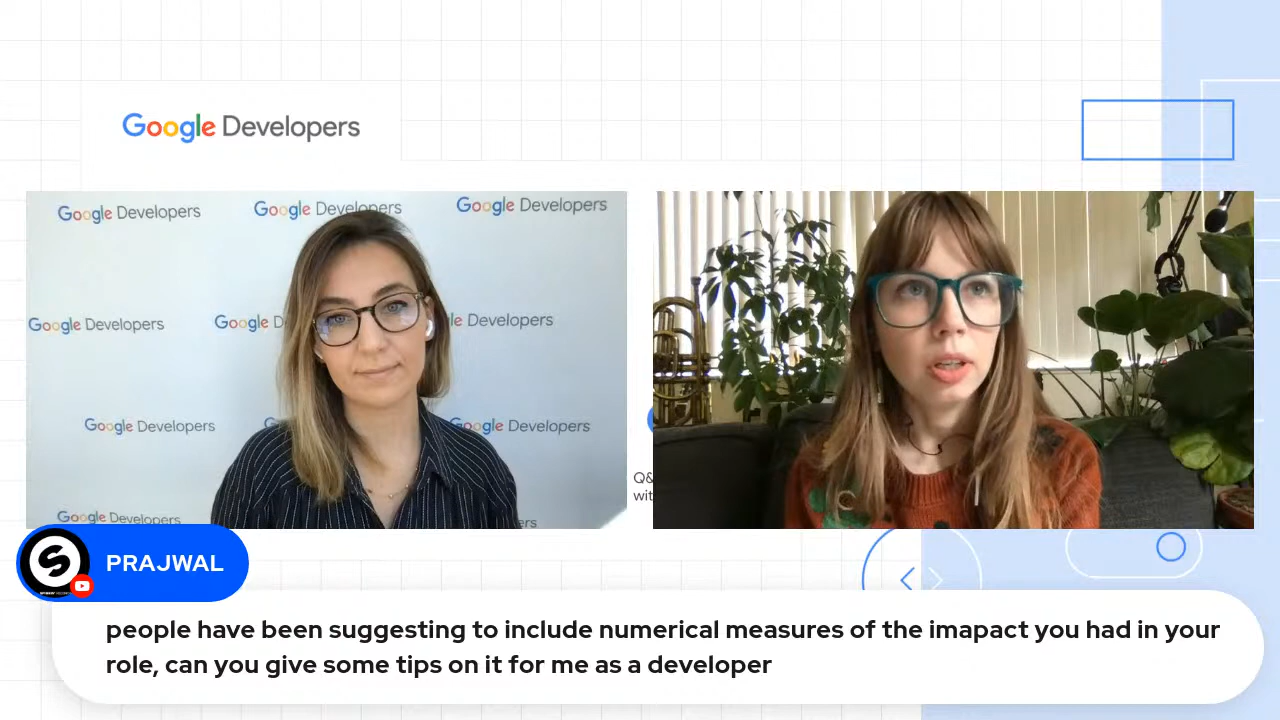 Google Developers
Google Developers
Google Developers
Google Developers
Google Developers
Google D
le Developers
Google Developers
Google Developers
Google Developers
ers
Q&
wit
PRAJWAL
people have been suggesting to include numerical measures of the imapact you had in your
role, can you give some tips on it for me as a developer